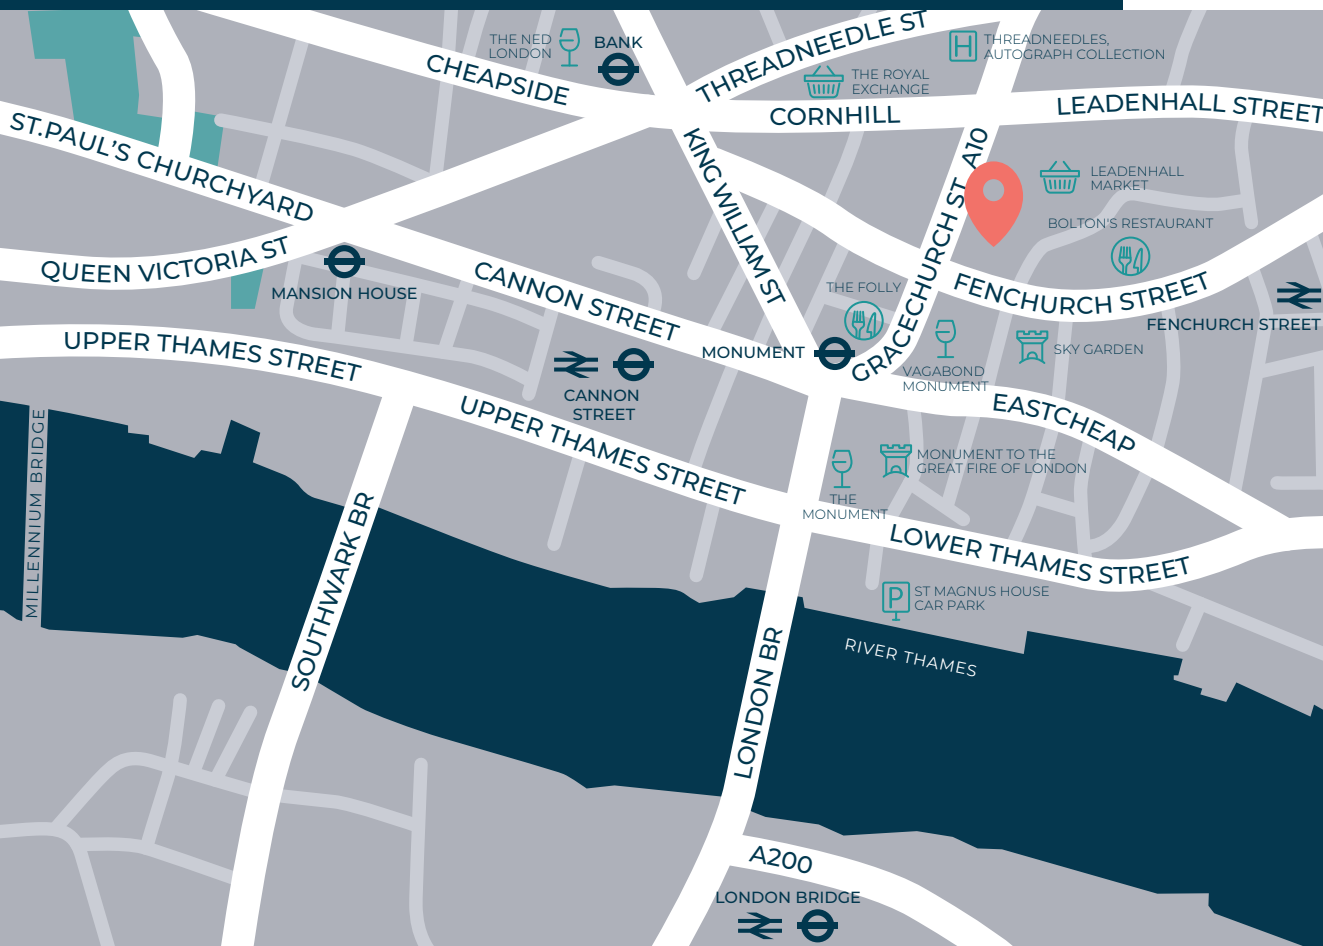 THE NED
LONDON
BANK
CHEAPSIDE
THREADNEEDLE ST
H
THREADNEEDLES,
AUTOGRAPH COLLECTION
THE ROYAL
EXCHANGE
CORNHILL
LEADENHALL STREET
ST.PAUL'S CHURCHYARD
KING WILLIAM ST
GRACECHURCH ST A10
LEADENHALL
MARKET
BOLTON'S RESTAURANT
QUEEN VICTORIA ST
MANSION HOUSE
CANNON STREET
THE FOLLY
FENCHURCH STREET
FENCHURCH STREET
UPPER THAMES STREET
MONUMENT
SKY GARDEN
VAGABOND
MONUMENT
CANNON
STREET
UPPER THAMES STREET
EASTCHEAP
MILLENNIUM BRIDGE
MONUMENT TO THE
GREAT FIRE OF LONDON
THE
MONUMENT
SOUTHWARK BR
LOWER THAMES STREET
P
ST MAGNUS HOUSE
CAR PARK
RIVER THAMES
LONDON BR
A200
LONDON BRIDGE